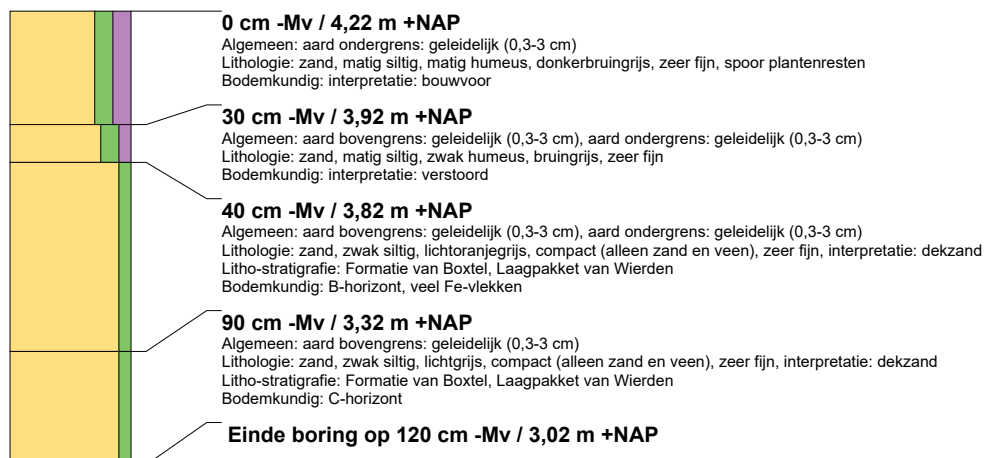 0 cm -Mv / 4,22 m +NAP
Algemeen: aard ondergrens: geleidelijk (0,3-3 cm)
Lithologie: zand, matig siltig, matig humeus, donkerbruingrijs, zeer fijn, spoor plantenresten
Bodemkundig: interpretatie: bouwvoor
30 cm -Mv / 3,92 m +NAP
Algemeen: aard bovengrens: geleidelijk (0,3-3 cm), aard ondergrens: geleidelijk (0,3-3 cm)
Lithologie: zand, matig siltig, zwak humeus, bruingrijs, zeer fijn
Bodemkundig: interpretatie: verstoord
40 cm -Mv / 3,82 m +NAP
Algemeen: aard bovengrens: geleidelijk (0,3-3 cm), aard ondergrens: geleidelijk (0,3-3 cm)
Lithologie: zand, zwak siltig, lichtoranjegrijs, compact (alleen zand en veen), zeer fijn, interpretatie: dekzand
Litho-stratigrafie: Formatie van Boxtel, Laagpakket van Wierden
Bodemkundig: B-horizont, veel Fe-vlekken
90 cm -Mv / 3,32 m +NAP
Algemeen: aard bovengrens: geleidelijk (0,3-3 cm)
Lithologie: zand, zwak siltig, lichtgrijs, compact (alleen zand en veen), zeer fijn, interpretatie: dekzand
Litho-stratigrafie: Formatie van Boxtel, Laagpakket van Wierden
Bodemkundig: C-horizont
Einde boring op 120 cm -Mv / 3,02 m +NAP